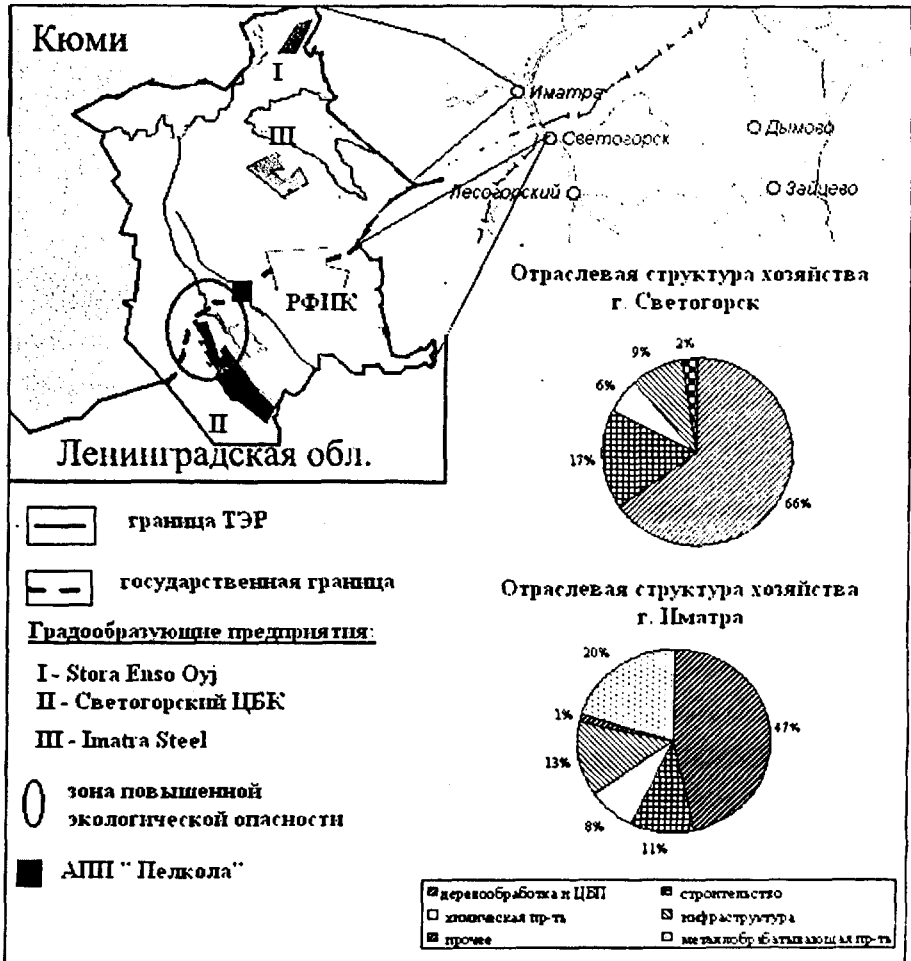 Кюми
I
III
Иматра
Светогорск
Дымово
Лесогорский
Зайцево
РФПК
II
Ленинградская обл.
Отраслевая структура хозяйства
г. Светогорск
2%
9%
6%
17%
66%
граница ТЭР
государственная граница
Градообразующие предприятия:
I - Stora Enso Oyj
II - Светогорский ЦБК
III - Imatra Steel
зона повышенной
экологической опасности
АПП " Пелкола"
Отраслевая структура хозяйства
г. Иматра
20%
1%
47%
13%
8%
11%
деревообработка и ЦБП
строительство
химическая пр-ть
инфраструктура
прочее
металлобрабатывающая пр-ть